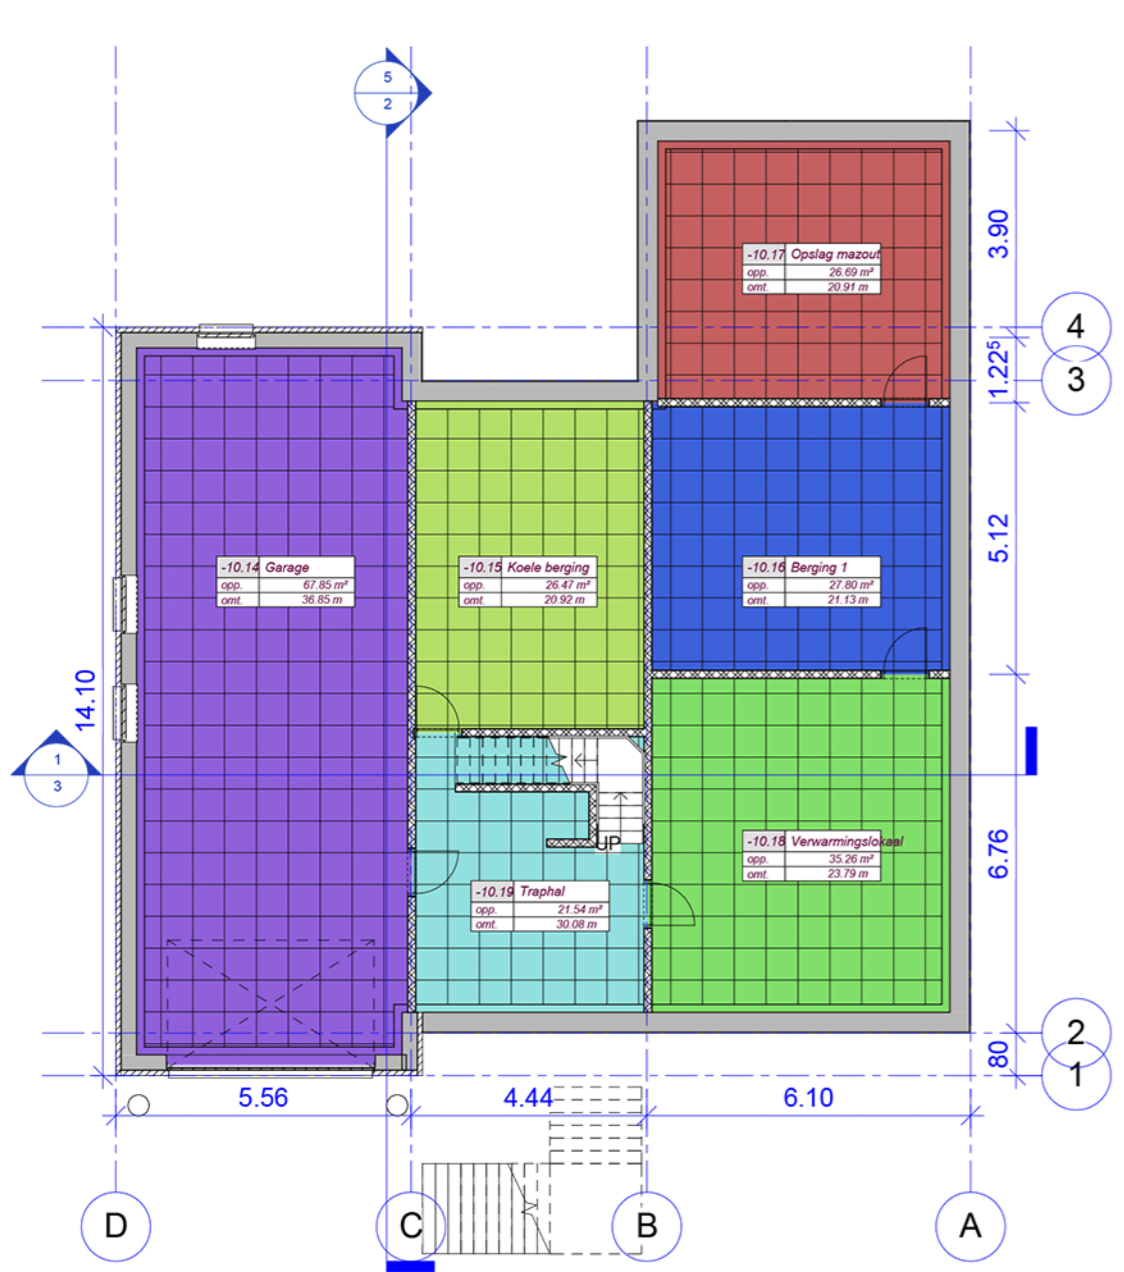 5
2
3.90
-10.17 Opslag mazout
opp. 26.69 m²
omt. 20.91 m
4
1.22⁵
3
5.12
-10.14 Garage
opp. 67.85 m²
omt. 36.85 m
-10.15 Koele berging
opp. 26.47 m²
omt. 20.92 m
-10.16 Berging 1
opp. 27.80 m²
omt. 21.13 m
14.10
1
3
UP
-10.18 Verwarmingslokaal
opp. 35.26 m²
omt. 23.79 m
6.76
-10.19 Traphal
opp. 21.54 m²
omt. 30.08 m
2
80
1
5.56 4.44 6.10
D C B A